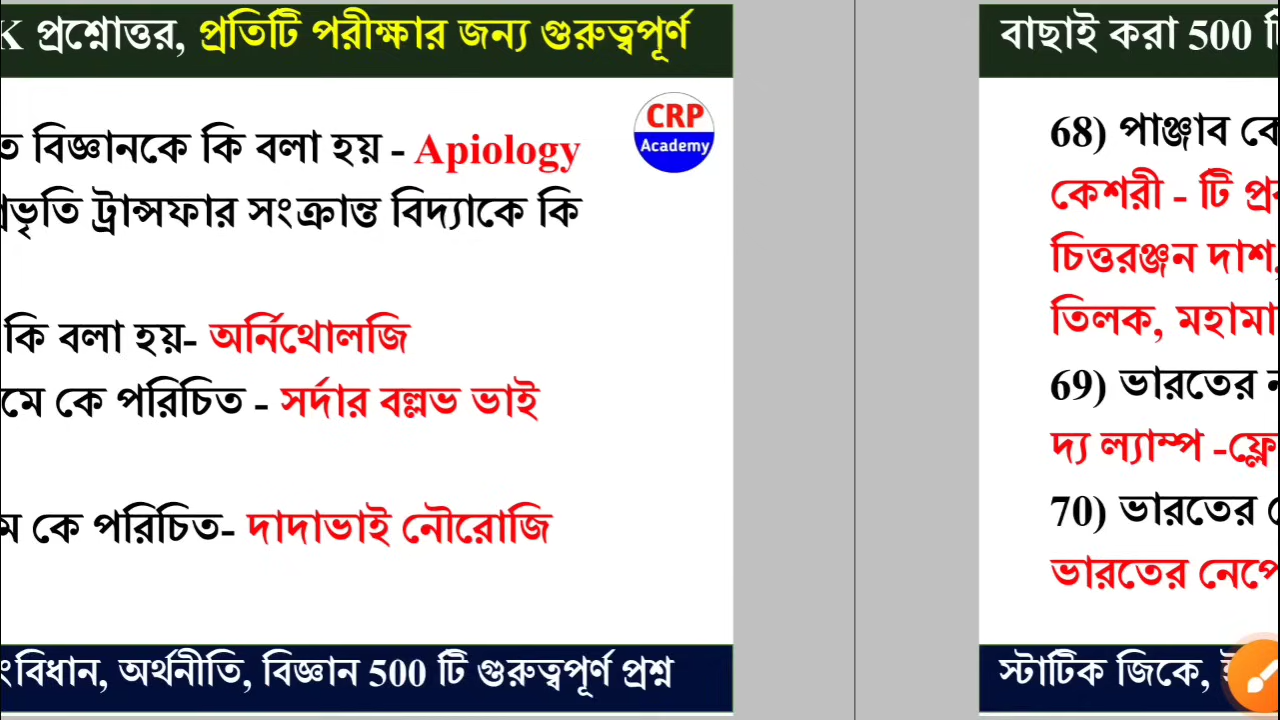 K প্রশ্নোত্তর, প্রতিটি পরীক্ষার জন্য গুরুত্বপূর্ণ
CRP
Academy
ত বিজ্ঞানকে কি বলা হয় - Apiology
প্রভৃতি ট্রান্সফার সংক্রান্ত বিদ্যাকে কি
কি বলা হয়- অর্নিথোলজি
মে কে পরিচিত - সর্দার বল্লভ ভাই
মে কে পরিচিত- দাদাভাই নৌরোজি
ংবিধান, অর্থনীতি, বিজ্ঞান 500 টি গুরুত্বপূর্ণ প্রশ্ন
বাছাই করা 500 টি
68) পাঞ্জাব কে
কেশরী - টি প্র
চিত্তরঞ্জন দাশ,
তিলক, মহামা
69) ভারতের
দ্য ল্যাম্প -ফ্লো
70) ভারতের
ভারতের নেপো
স্টাটিক জিকে,